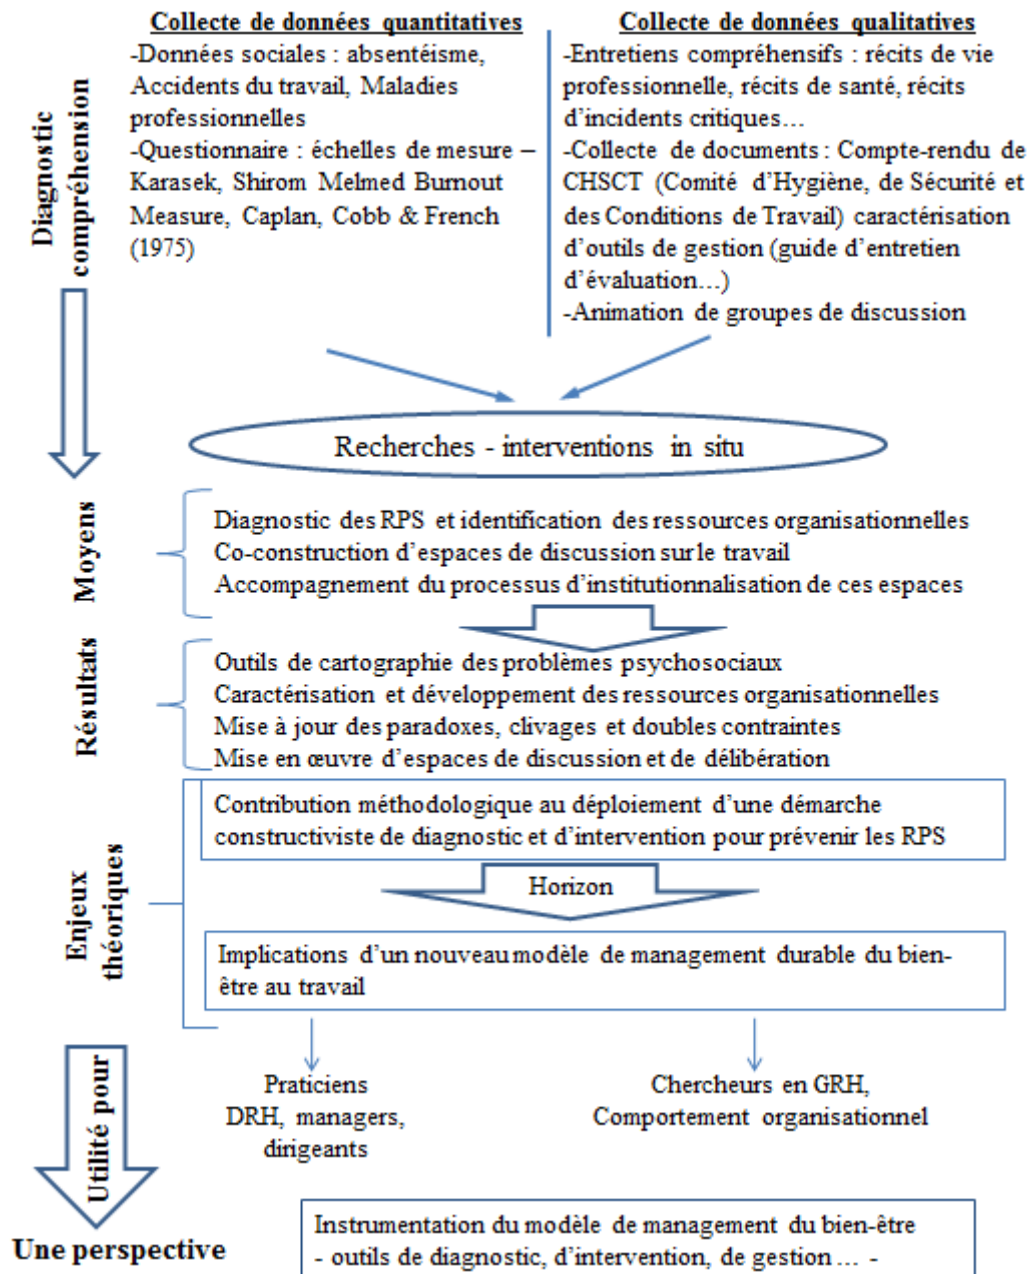 Collecte de données quantitatives
-Données sociales : absentéisme,
Accidents du travail, Maladies
professionnelles
-Questionnaire : échelles de mesure –
Karasek, Shirom Melmed Burnout
Measure, Caplan, Cobb & French
(1975)
Collecte de données qualitatives
-Entretiens compréhensifs : récits de vie
professionnelle, récits de santé, récits
d’incidents critiques…
-Collecte de documents : Compte-rendu de
CHSCT (Comité d’Hygiène, de Sécurité et
des Conditions de Travail) caractérisation
d’outils de gestion (guide d’entretien
d’évaluation…)
-Animation de groupes de discussion
Diagnostic
compréhension
Recherches - interventions in situ
Moyens
Diagnostic des RPS et identification des ressources organisationnelles
Co-construction d’espaces de discussion sur le travail
Accompagnement du processus d’institutionnalisation de ces espaces
Résultats
Outils de cartographie des problèmes psychosociaux
Caractérisation et développement des ressources organisationnelles
Mise à jour des paradoxes, clivages et doubles contraintes
Mise en œuvre d’espaces de discussion et de délibération
Enjeux
théoriques
Contribution méthodologique au déploiement d’une démarche
constructiviste de diagnostic et d’intervention pour prévenir les RPS
Horizon
Implications d’un nouveau modèle de management durable du bien-
être au travail
Utilité pour
Praticiens
DRH, managers,
dirigeants
Chercheurs en GRH,
Comportement organisationnel
Une perspective
Instrumentation du modèle de management du bien-être
- outils de diagnostic, d’intervention, de gestion … -